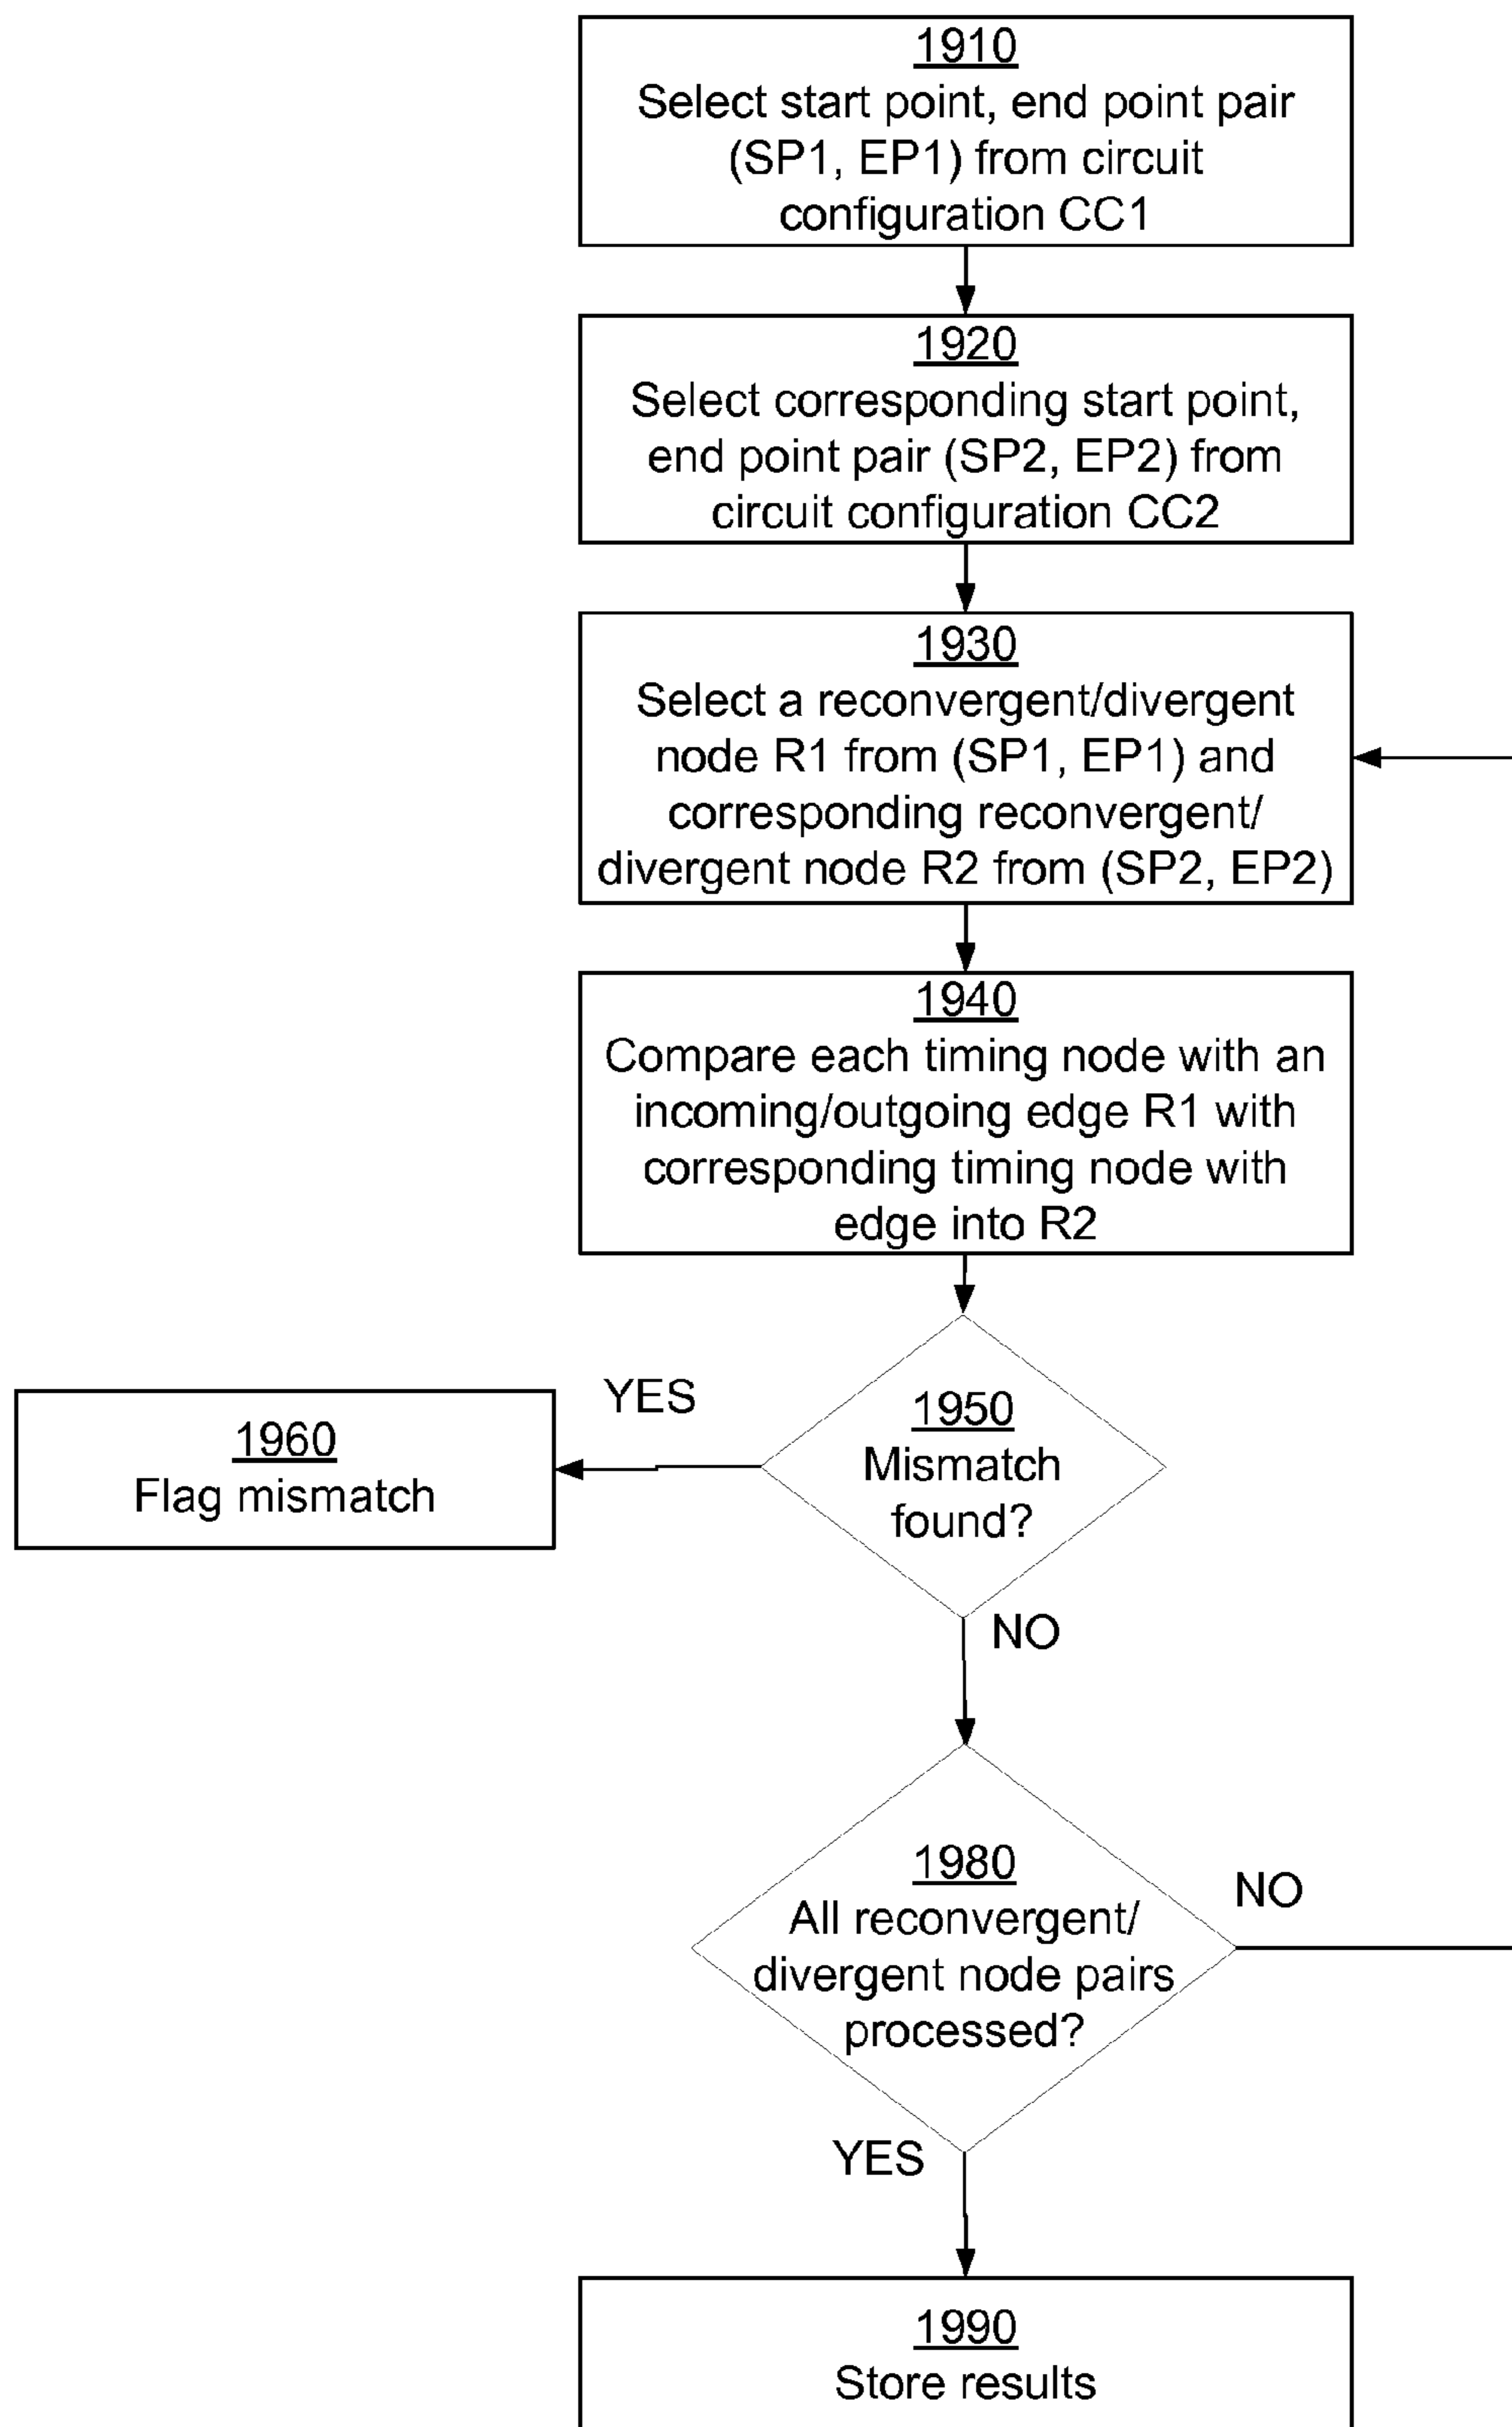 1910
Select start point, end point pair
(SP1, EP1) from circuit
configuration CC1
1920
Select corresponding start point,
end point pair (SP2, EP2) from
circuit configuration CC2
1930
Select a reconvergent/divergent
node R1 from (SP1, EP1) and
corresponding reconvergent/
divergent node R2 from (SP2, EP2)
1940
Compare each timing node with an
incoming/outgoing edge R1 with
corresponding timing node with
edge into R2
YES
1950
Mismatch
found?
1960
Flag mismatch
NO
1980
All reconvergent/
divergent node pairs
processed?
NO
YES
1990
Store results